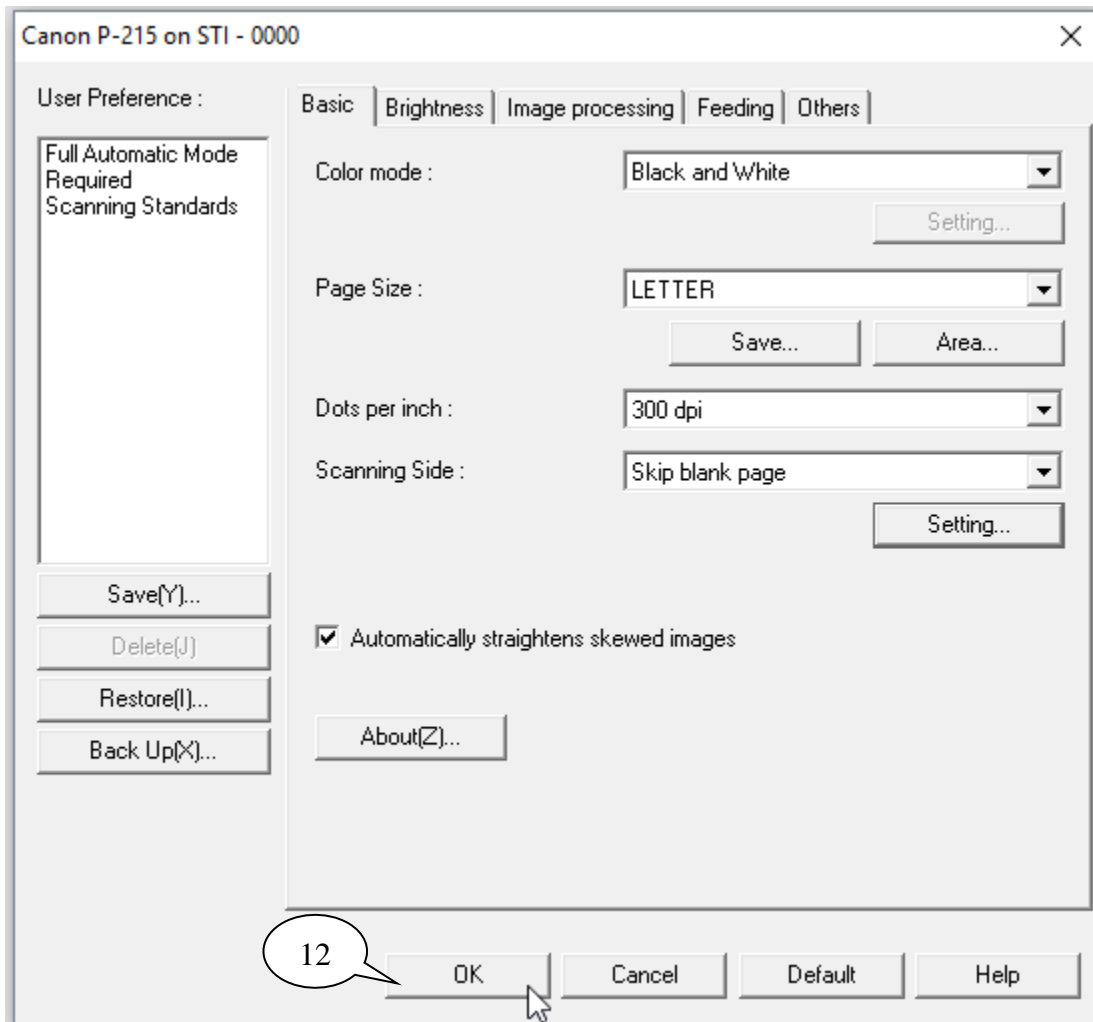 Canon P-215 on STI - 0000
User Preference :
Full Automatic Mode
Required
Scanning Standards
Save(Y)...
Delete(J)
Restore(I)...
Back Up(X)...
Basic Brightness Image processing Feeding Others
Color mode : Black and White
Setting...
Page Size : LETTER
Save... Area...
Dots per inch : 300 dpi
Scanning Side : Skip blank page
Setting...
Automatically straightens skewed images
About(Z)...
12
OK Cancel Default Help